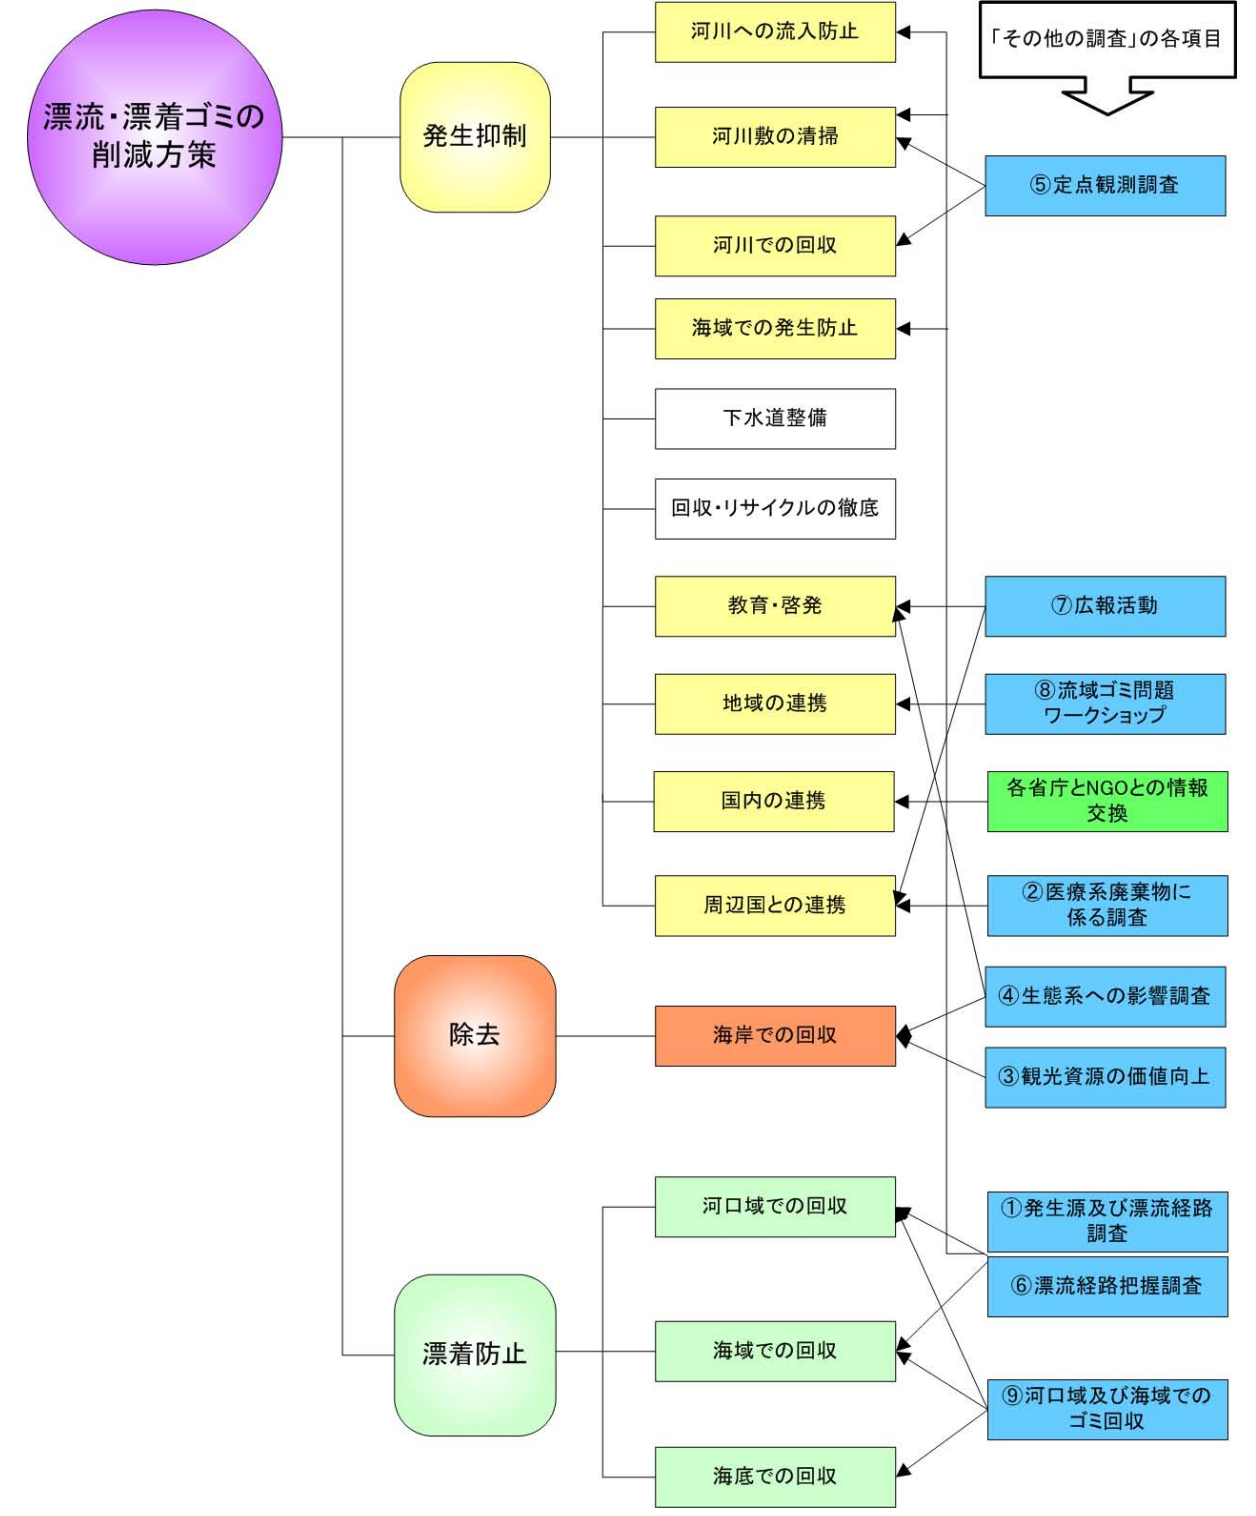 漂流・漂着ゴミの
削減方策
発生抑制
河川への流入防止
「その他の調査」の各項目
河川敷の清掃
⑤定点観測調査
河川での回収
海域での発生防止
下水道整備
回収・リサイクルの徹底
教育・啓発
⑦広報活動
地域の連携
⑧流域ゴミ問題
ワークショップ
国内の連携
各省庁とNGOとの情報
交換
周辺国との連携
②医療系廃棄物に
係る調査
④生態系への影響調査
除去
海岸での回収
③観光資源の価値向上
河口域での回収
①発生源及び漂流経路
調査
⑥漂流経路把握調査
漂着防止
海域での回収
⑨河口域及び海域での
ゴミ回収
海底での回収